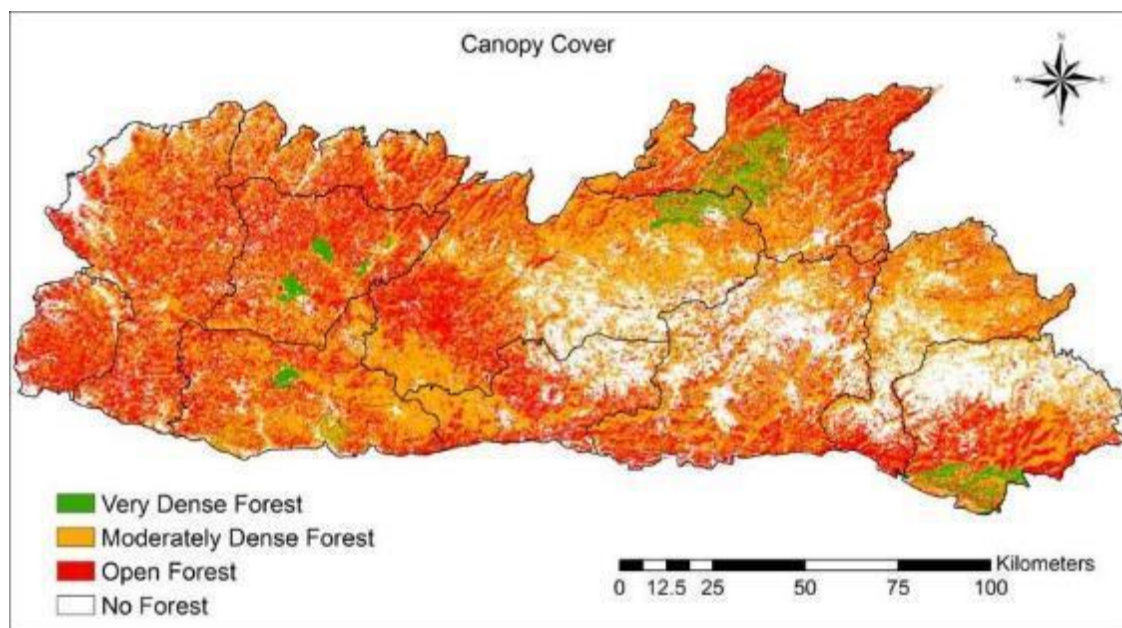 Canopy Cover
N
W
E
Very Dense Forest
Moderately Dense Forest
Open Forest
No Forest
Kilometers
0 12.5 25 50 75 100